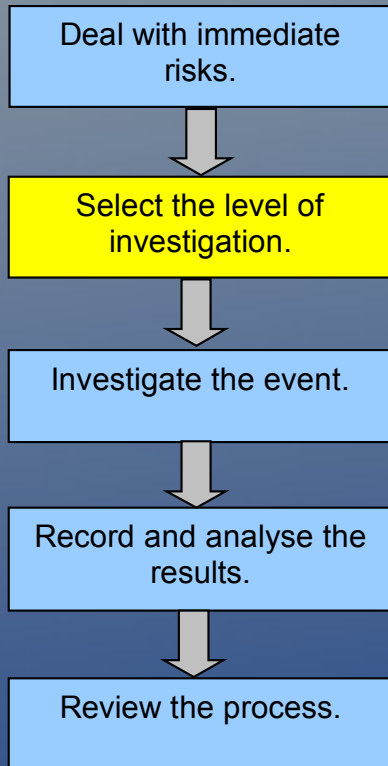 Deal with immediate
risks.
Select the level of
investigation.
Investigate the event.
Record and analyse the
results.
Review the process.